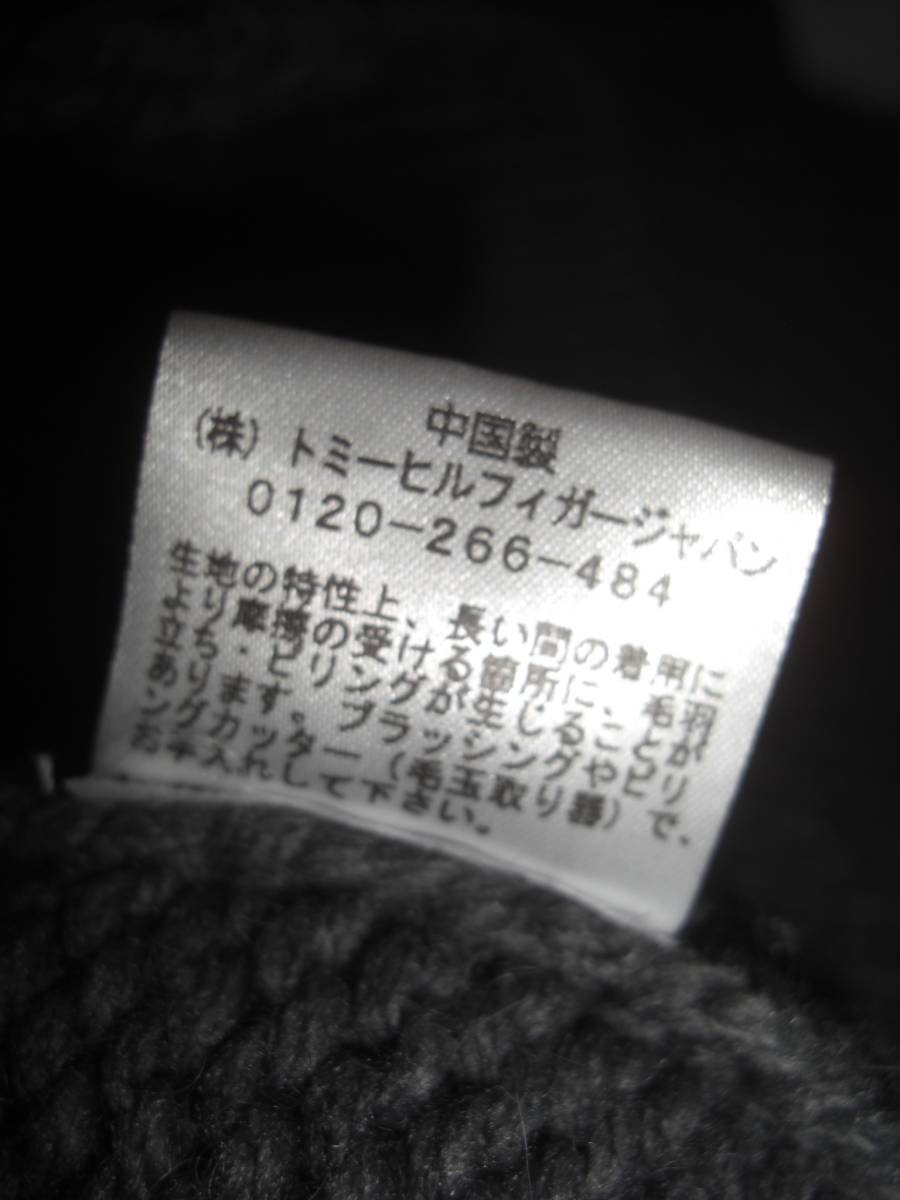 中国製
(株) トミーヒルフィガージャパン
0120-266-484
生地の特性上、長い間の着用に
より摩擦の受ける箇所に、毛羽が
立ち・ピリングが生じることが
あります。ブラッシングやピリ
ングカッター(毛玉取り器)で、
お手入れして下さい。